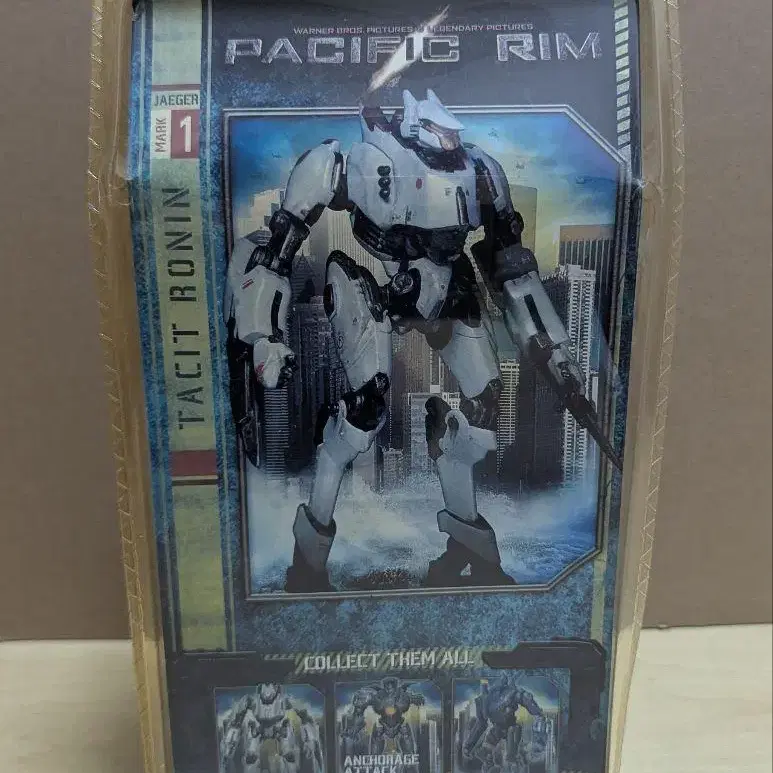 WARNER BROS. PICTURES & LEGENDARY PICTURES
PACIFIC RIM
JAEGER
MARK 1
TACIT RONIN
COLLECT THEM ALL
ANCHORAGE
ATTACK